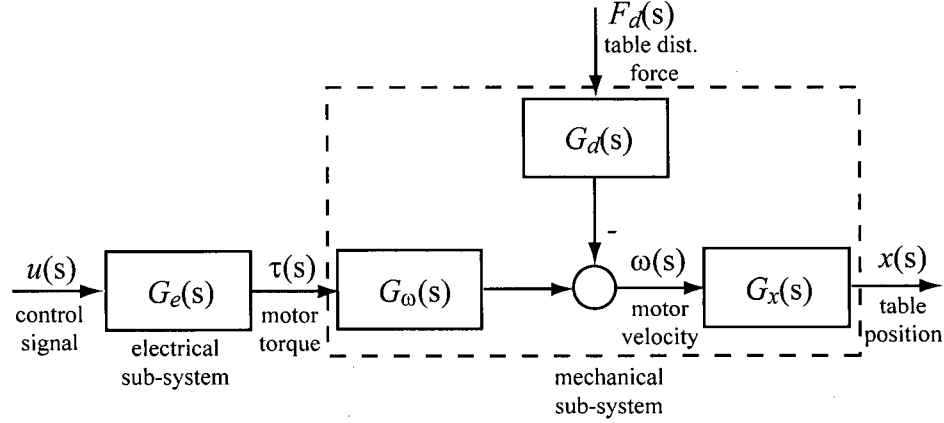 F_d(s)
table dist.
force
G_d(s)
-
u(s)
control
signal
G_e(s)
electrical
sub-system
τ(s)
motor
torque
G_ω(s)
ω(s)
motor
velocity
G_x(s)
x(s)
table
position
mechanical
sub-system